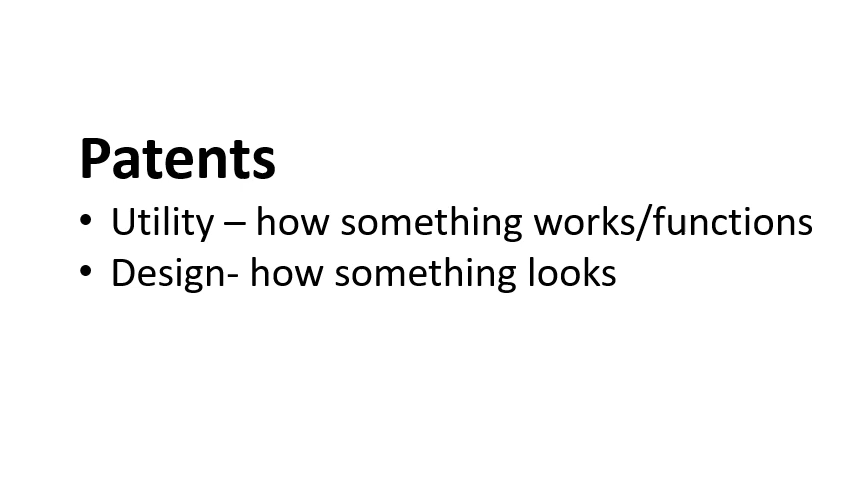 Patents
• Utility – how something works/functions
• Design- how something looks